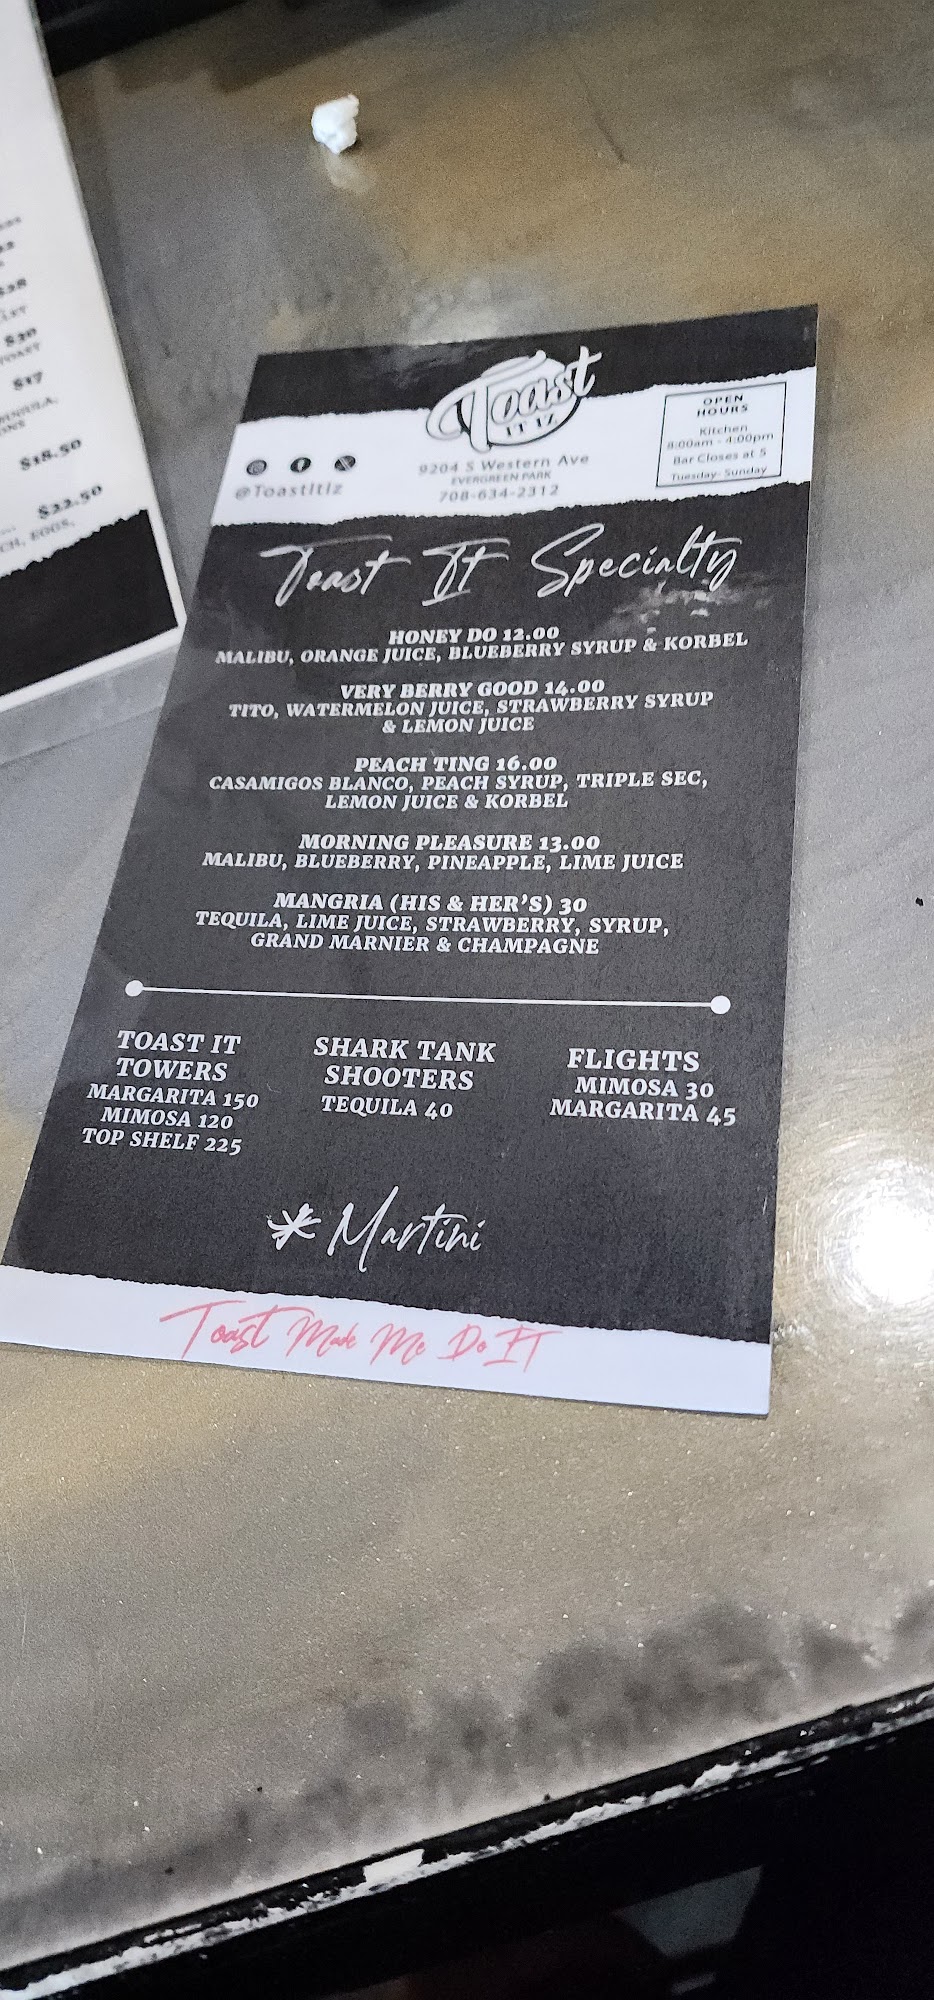 $28
$30
TOAST
$17
$18.50
$22.50
EGGS,
Toast
IT IZ
9204 S Western Ave
EVERGREEN PARK
708-634-2312
@ToastItIz
OPEN
HOURS
Kitchen
8:00am - 4:00pm
Bar Closes at 5
Tuesday- Sunday
Toast It Specialty
HONEY DO 12.00
MALIBU, ORANGE JUICE, BLUEBERRY SYRUP & KORBEL
VERY BERRY GOOD 14.00
TITO, WATERMELON JUICE, STRAWBERRY SYRUP
& LEMON JUICE
PEACH TING 16.00
CASAMIGOS BLANCO, PEACH SYRUP, TRIPLE SEC,
LEMON JUICE & KORBEL
MORNING PLEASURE 13.00
MALIBU, BLUEBERRY, PINEAPPLE, LIME JUICE
MANGRIA (HIS & HER'S) 30
TEQUILA, LIME JUICE, STRAWBERRY, SYRUP,
GRAND MARNIER & CHAMPAGNE
TOAST IT
TOWERS
MARGARITA 150
MIMOSA 120
TOP SHELF 225
SHARK TANK
SHOOTERS
TEQUILA 40
FLIGHTS
MIMOSA 30
MARGARITA 45
* Martini
Toast Made Me Do IT